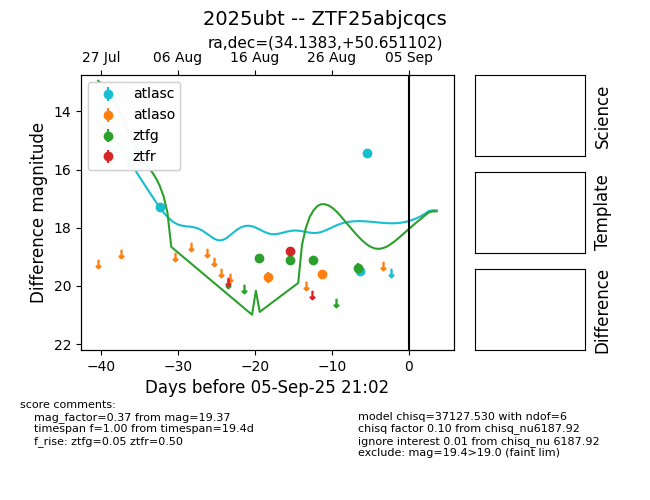 2025ubt -- ZTF25abjcqcs
ra,dec=(34.1383,+50.651102)
27 Jul 06 Aug 16 Aug 26 Aug 05 Sep
atlasc
atlaso
ztfg
ztfr
14
16
18
20
22
Difference magnitude
−40 −30 −20 −10 0
Days before 05-Sep-25 21:02
Science
Template
Difference
score comments:
mag_factor=0.37 from mag=19.37
timespan f=1.00 from timespan=19.4d
f_rise: ztfg=0.05 ztfr=0.50
model chisq=37127.530 with ndof=6
chisq factor 0.10 from chisq_nu6187.92
ignore interest 0.01 from chisq_nu 6187.92
exclude: mag=19.4>19.0 (faint lim)